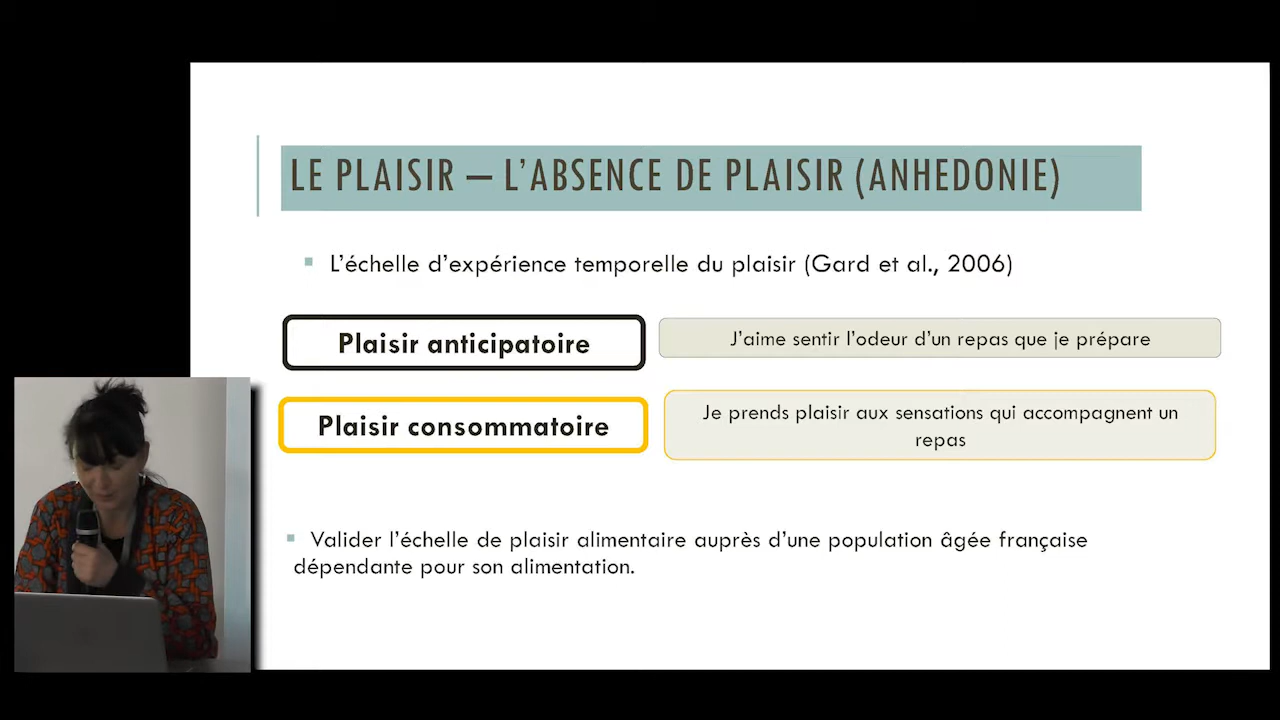 LE PLAISIR – L'ABSENCE DE PLAISIR (ANHEDONIE)
L'échelle d'expérience temporelle du plaisir (Gard et al., 2006)
Plaisir anticipatoire
J'aime sentir l'odeur d'un repas que je prépare
Plaisir consommatoire
Je prends plaisir aux sensations qui accompagnent un
repas
Valider l'échelle de plaisir alimentaire auprès d'une population âgée française
dépendante pour son alimentation.